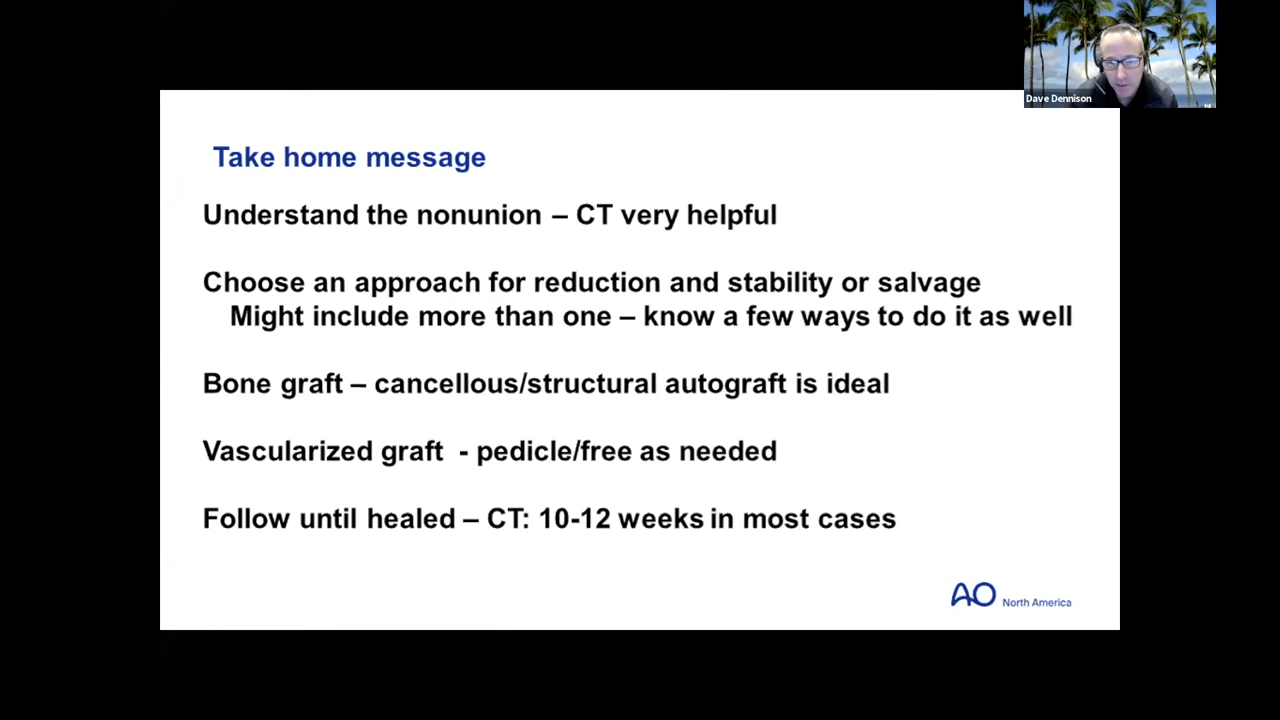 Dave Dennison
Take home message
Understand the nonunion – CT very helpful
Choose an approach for reduction and stability or salvage
Might include more than one – know a few ways to do it as well
Bone graft – cancellous/structural autograft is ideal
Vascularized graft - pedicle/free as needed
Follow until healed – CT: 10-12 weeks in most cases
AO North America